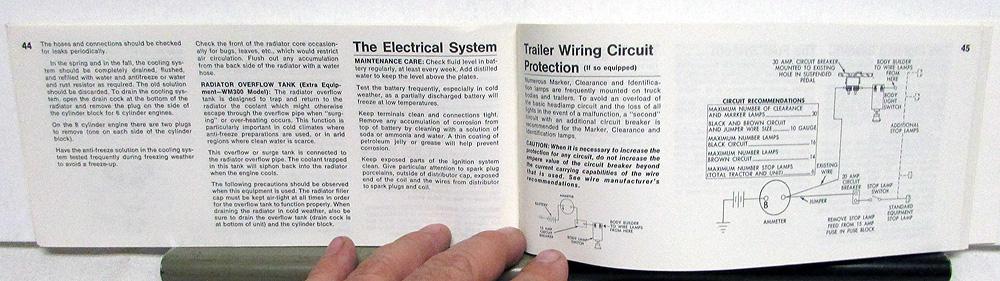 44
The hoses and connections should be checked
for leaks periodically.
In the spring and in the fall, the cooling sys-
tem should be completely drained, flushed,
and refilled with water and antifreeze or water
and rust resistor as required. The old solution
should be discarded. To drain the cooling sys-
tem, open the drain cock at the bottom of the
radiator and remove the plug on the side of
the cylinder block for 6 cylinder engines.
On the 8 cylinder engine there are two plugs
to remove (one on each side of the cylinder
block).
Have the anti-freeze solution in the cooling sys-
tem tested frequently during freezing weather
to avoid a freeze-up.
Check the front of the radiator core occasion-
ally for bugs, leaves, etc., which would restrict
air circulation. Flush out any accumulation
from the back side of the radiator with a water
hose.
RADIATOR OVERFLOW TANK (Extra Equip-
ment—WM300 Model): The radiator overflow
tank is designed to trap and return to the
radiator the coolant which might otherwise
escape through the overflow pipe when "surg-
ing" or over-heating occurs. This function is
particularly important in cold climates where
anti-freeze preparations are used, or in arid
regions where clean water is scarce.
This overflow or surge tank is connected to
the radiator overflow pipe. The coolant trapped
in this tank will siphon back into the radiator
when the engine cools.
The following precautions should be observed
when this equipment is used. The radiator filler
cap must be kept air-tight at all times in order
for the overflow tank to function properly. When
draining the radiator in cold weather, also be
sure to drain the overflow tank (drain cock is
at bottom of unit) and the cylinder block.
The Electrical System
MAINTENANCE CARE: Check fluid level in bat-
tery regularly, at least every week. Add distilled
water to keep the level above the plates.
Test the battery frequently, especially in cold
weather, as a partially discharged battery will
freeze at low temperatures.
Keep terminals clean and connections tight.
Remove any accumulation of corrosion from
top of battery by cleaning with a solution of
soda or ammonia and water. A thin coating of
petroleum jelly or grease will help prevent
corrosion.
Keep exposed parts of the ignition system
clean. Give particular attention to spark plug
porcelains, outside of distributor cap, exposed
end of the coil and the wires from distributor
to spark plugs and coil.
45
Trailer Wiring Circuit
Protection (If so equipped)
Numerous Marker, Clearance and Identifica-
tion lamps are frequently mounted on truck
bodies and trailers. To avoid an overload of
the basic headlamp circuit and the loss of all
lights in the event of a malfunction, a "second"
circuit with an additional circuit breaker is
recommended for the Marker, Clearance and
Identification lamps.
CAUTION: When it is necessary to increase the
protection for any circuit, do not increase the
ampere value of the circuit breaker beyond
the current carrying capabilities of the wire
that is used. See wire manufacturer's
recommendations.
AMMETER
BATTERY
15 AMP
CIRCUIT
BREAKER
BODY LAMP
SWITCH
BODY BUILDER
TO WIRE LAMPS
FROM HERE
30 AMP. CIRCUIT BREAKER
MOUNTED TO EXISTING
HOLE IN SUSPENDED
PEDAL
BODY BUILDER
TO WIRE LAMPS
FROM
HERE
BODY
LIGHT
SWITCH
ADDITIONAL
STOP LAMPS
CIRCUIT RECOMMENDATIONS
MAXIMUM NUMBER OF CLEARANCE
AND MARKER LAMPS 30
BLACK AND BROWN CIRCUIT
AND JUMPER WIRE SIZE 10 GAUGE
MAXIMUM NUMBER LAMPS
BLACK CIRCUIT 16
MAXIMUM NUMBER LAMPS
BROWN CIRCUIT 14
MAXIMUM NUMBER STOP LAMPS
(TOTAL TRACTOR AND UNIT) 6
EXISTING
WIRE
20 AMP
CIRCUIT
BREAKER
STOP LAMP
SWITCH
B
JUMPER
AMMETER
REMOVE STOP LAMP
FEED FROM 15 AMP
FUSE IN FUSE BLOCK
STANDARD
EQUIPMENT
STOP LAMP